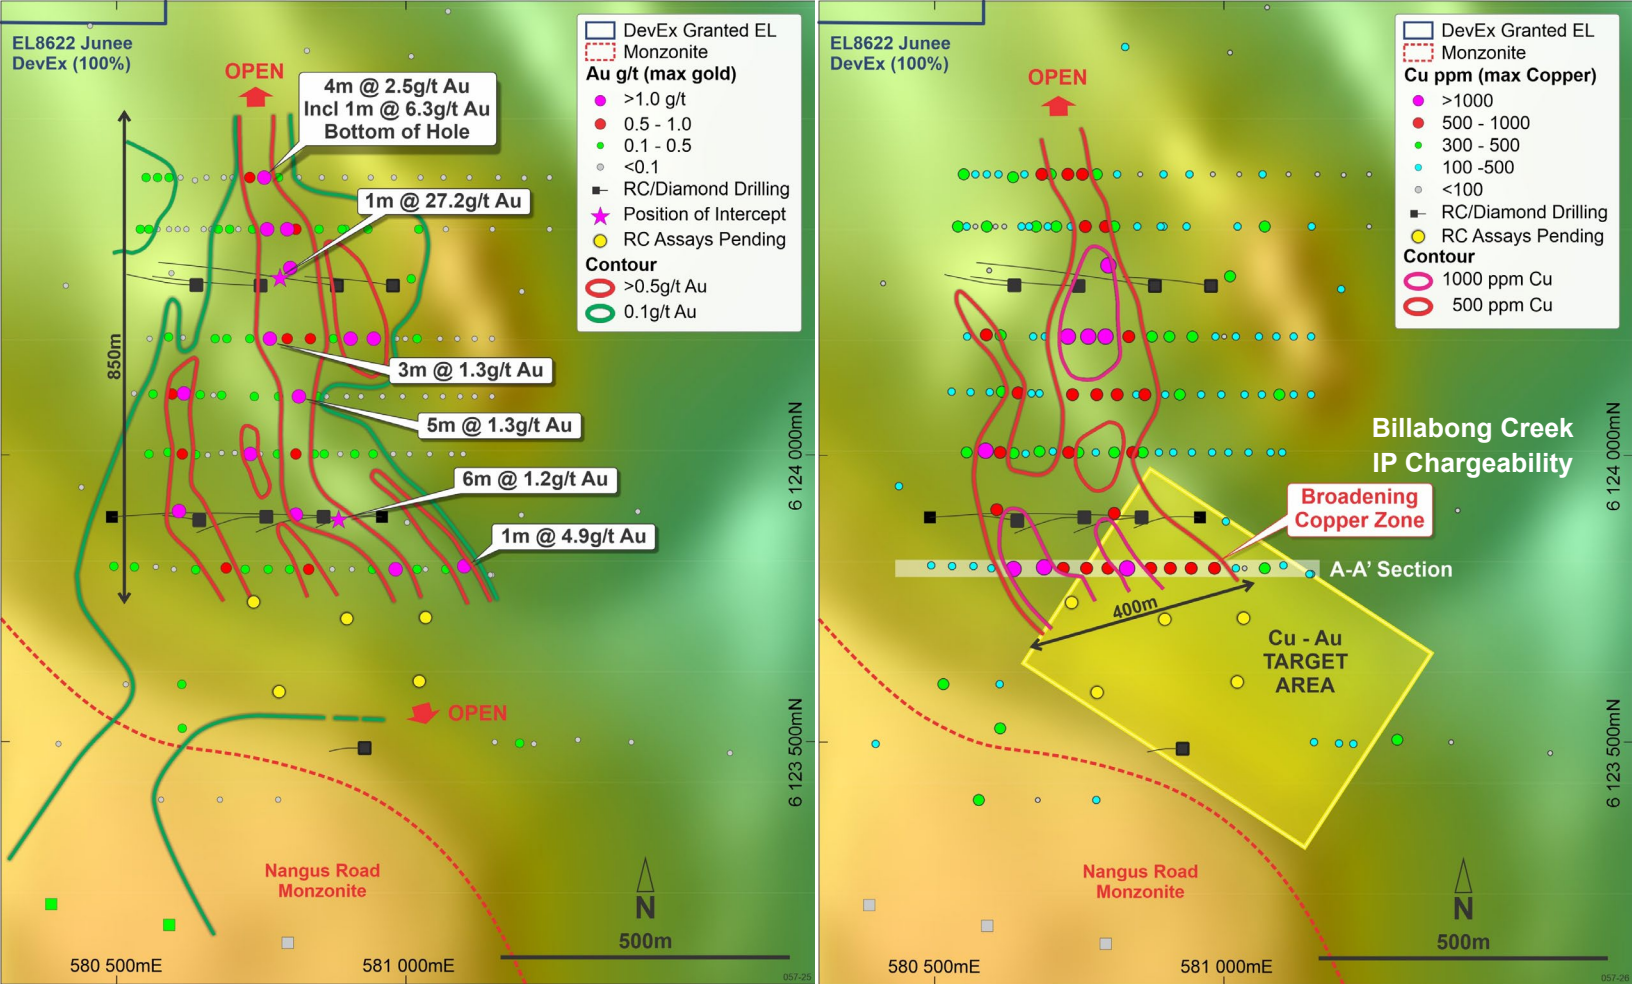 EL8622 Junee
DevEx (100%)
OPEN
4m @ 2.5g/t Au
Incl 1m @ 6.3g/t Au
Bottom of Hole
1m @ 27.2g/t Au
850m
3m @ 1.3g/t Au
5m @ 1.3g/t Au
6m @ 1.2g/t Au
1m @ 4.9g/t Au
OPEN
DevEx Granted EL
Monzonite
Au g/t (max gold)
>1.0 g/t
0.5 - 1.0
0.1 - 0.5
<0.1
RC/Diamond Drilling
Position of Intercept
RC Assays Pending
Contour
>0.5g/t Au
0.1g/t Au
6 124 000mN
6 123 500mN
Nangus Road
Monzonite
N
500m
580 500mE
581 000mE
057-25
EL8622 Junee
DevEx (100%)
OPEN
DevEx Granted EL
Monzonite
Cu ppm (max Copper)
>1000
500 - 1000
300 - 500
100 -500
<100
RC/Diamond Drilling
RC Assays Pending
Contour
1000 ppm Cu
500 ppm Cu
Billabong Creek
IP Chargeability
6 124 000mN
Broadening
Copper Zone
A-A' Section
400m
Cu - Au
TARGET
AREA
6 123 500mN
Nangus Road
Monzonite
N
500m
580 500mE
581 000mE
057-26